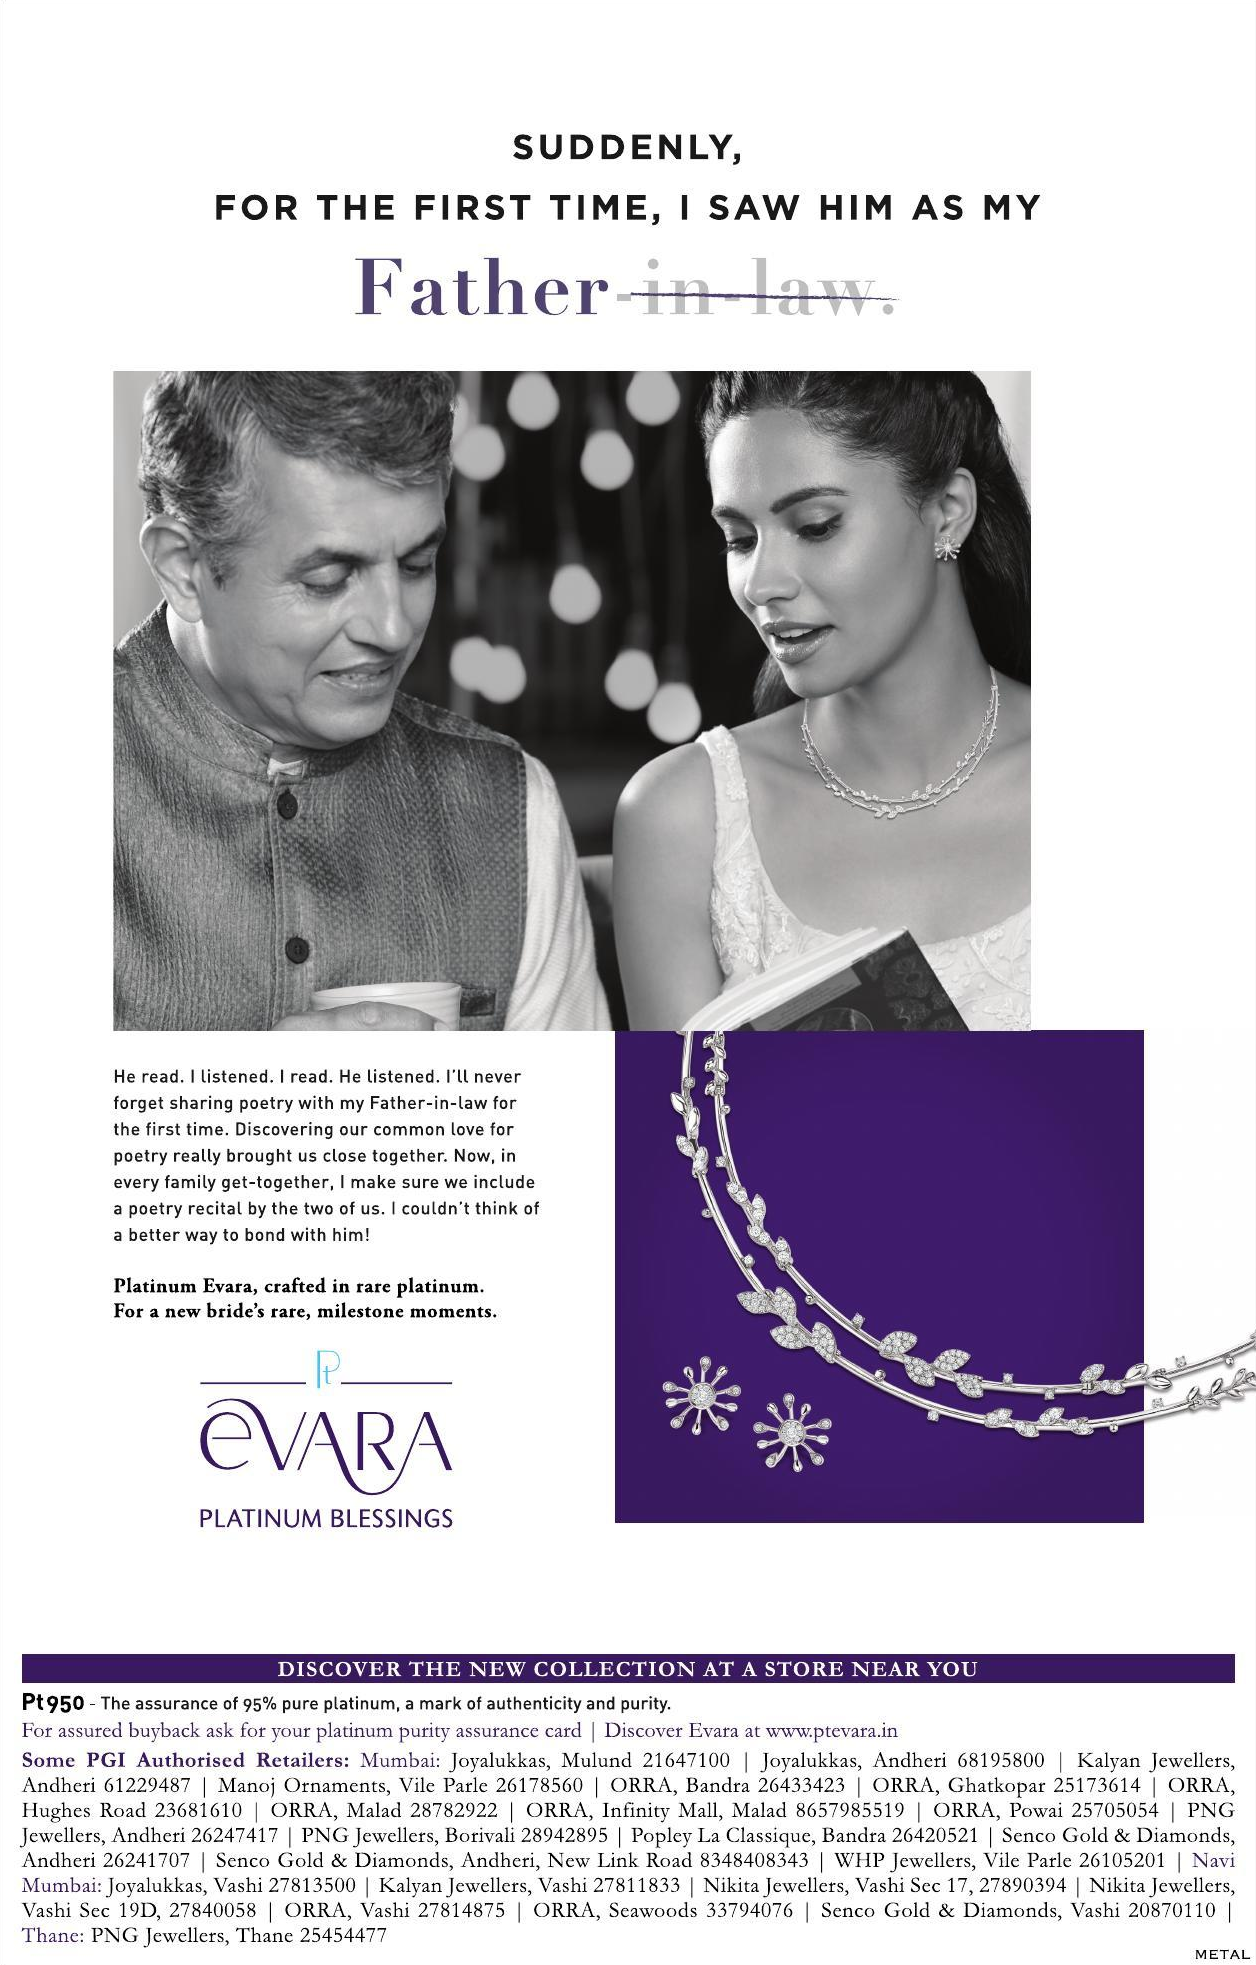 SUDDENLY,
FOR THE FIRST TIME, I SAW HIM AS MY
Father-in-law.
He read. I listened. I read. He listened. I'll never
forget sharing poetry with my Father-in-law for
the first time. Discovering our common love for
poetry really brought us close together. Now, in
every family get-together, I make sure we include
a poetry recital by the two of us. I couldn't think of
a better way to bond with him!
Platinum Evara, crafted in rare platinum.
For a new bride's rare, milestone moments.
Pt
evARA
PLATINUM BLESSINGS
DISCOVER THE NEW COLLECTION AT A STORE NEAR YOU
Pt950 - The assurance of 95% pure platinum, a mark of authenticity and purity.
For assured buyback ask for your platinum purity assurance card | Discover Evara at www.ptevara.in
Some PGI Authorised Retailers: Mumbai: Joyalukkas, Mulund 21647100 | Joyalukkas, Andheri 68195800 | Kalyan Jewellers,
Andheri 61229487 | Manoj Ornaments, Vile Parle 26178560 | ORRA, Bandra 26433423 | ORRA, Ghatkopar 25173614 | ORRA,
Hughes Road 23681610 | ORRA, Malad 28782922 | ORRA, Infinity Mall, Malad 8657985519 | ORRA, Powai 25705054 | PNG
Jewellers, Andheri 26247417 | PNG Jewellers, Borivali 28942895 | Popley La Classique, Bandra 26420521 | Senco Gold & Diamonds,
Andheri 26241707 | Senco Gold & Diamonds, Andheri, New Link Road 8348408343 | WHP Jewellers, Vile Parle 26105201 | Navi
Mumbai: Joyalukkas, Vashi 27813500 | Kalyan Jewellers, Vashi 27811833 | Nikita Jewellers, Vashi Sec 17, 27890394 | Nikita Jewellers,
Vashi Sec 19D, 27840058 | ORRA, Vashi 27814875 | ORRA, Seawoods 33794076 | Senco Gold & Diamonds, Vashi 20870110 |
Thane: PNG Jewellers, Thane 25454477
METAL